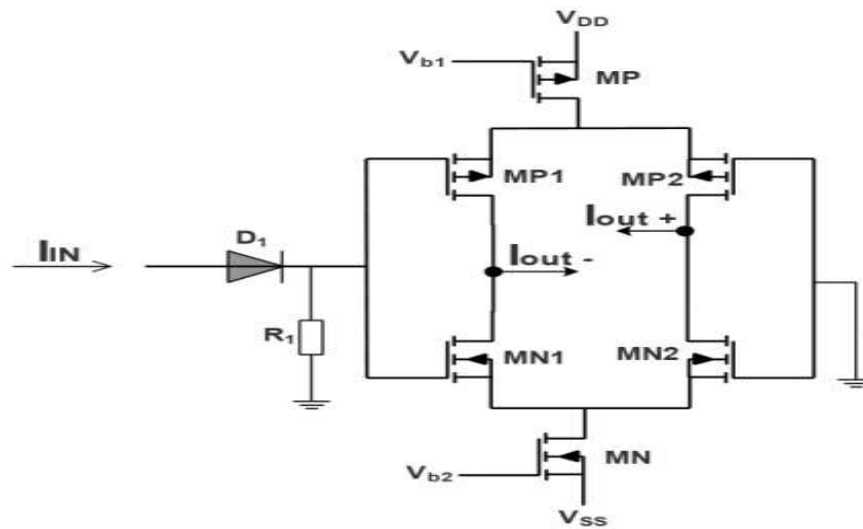 VDD
Vb1
MP
MP1
MP2
Iout +
IIN
D1
Iout -
R1
MN1
MN2
MN
Vb2
VSS